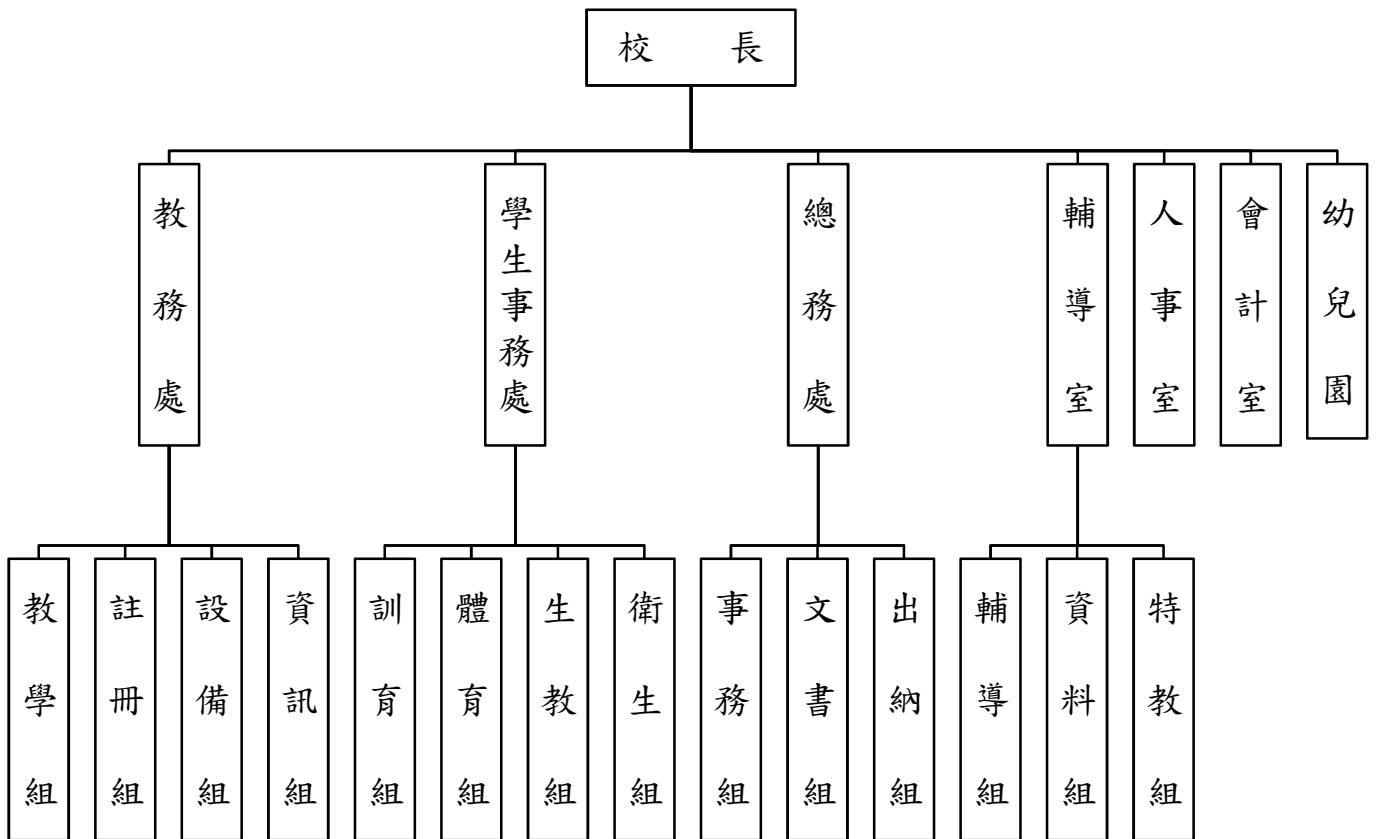 校長
教務處
學生事務處
總務處
輔導室
人事室
會計室
幼兒園
教學組
註冊組
設備組
資訊組
訓育組
體育組
生教組
衛生組
事務組
文書組
出納組
輔導組
資料組
特教組